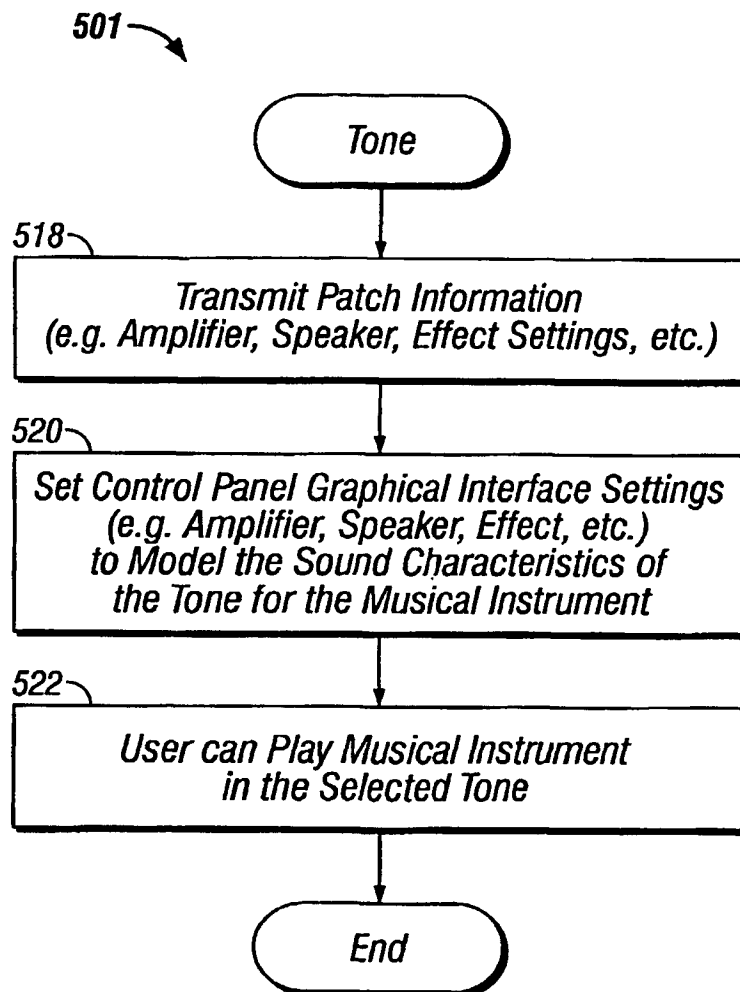 501
Tone
518
Transmit Patch Information
(e.g. Amplifier, Speaker, Effect Settings, etc.)
520
Set Control Panel Graphical Interface Settings
(e.g. Amplifier, Speaker, Effect, etc.)
to Model the Sound Characteristics of
the Tone for the Musical Instrument
522
User can Play Musical Instrument
in the Selected Tone
End